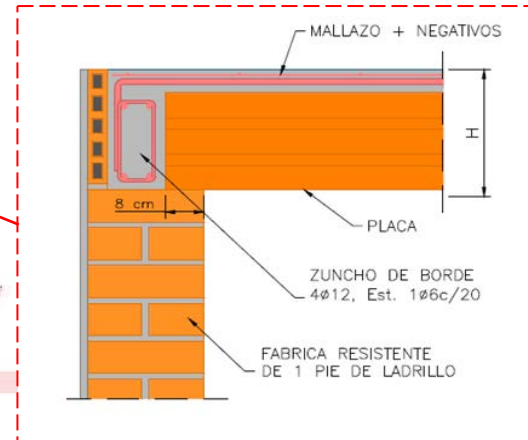 MALLAZO + NEGATIVOS
H
8 cm
PLACA
ZUNCHO DE BORDE
4ø12, Est. 1ø6c/20
FABRICA RESISTENTE
DE 1 PIE DE LADRILLO